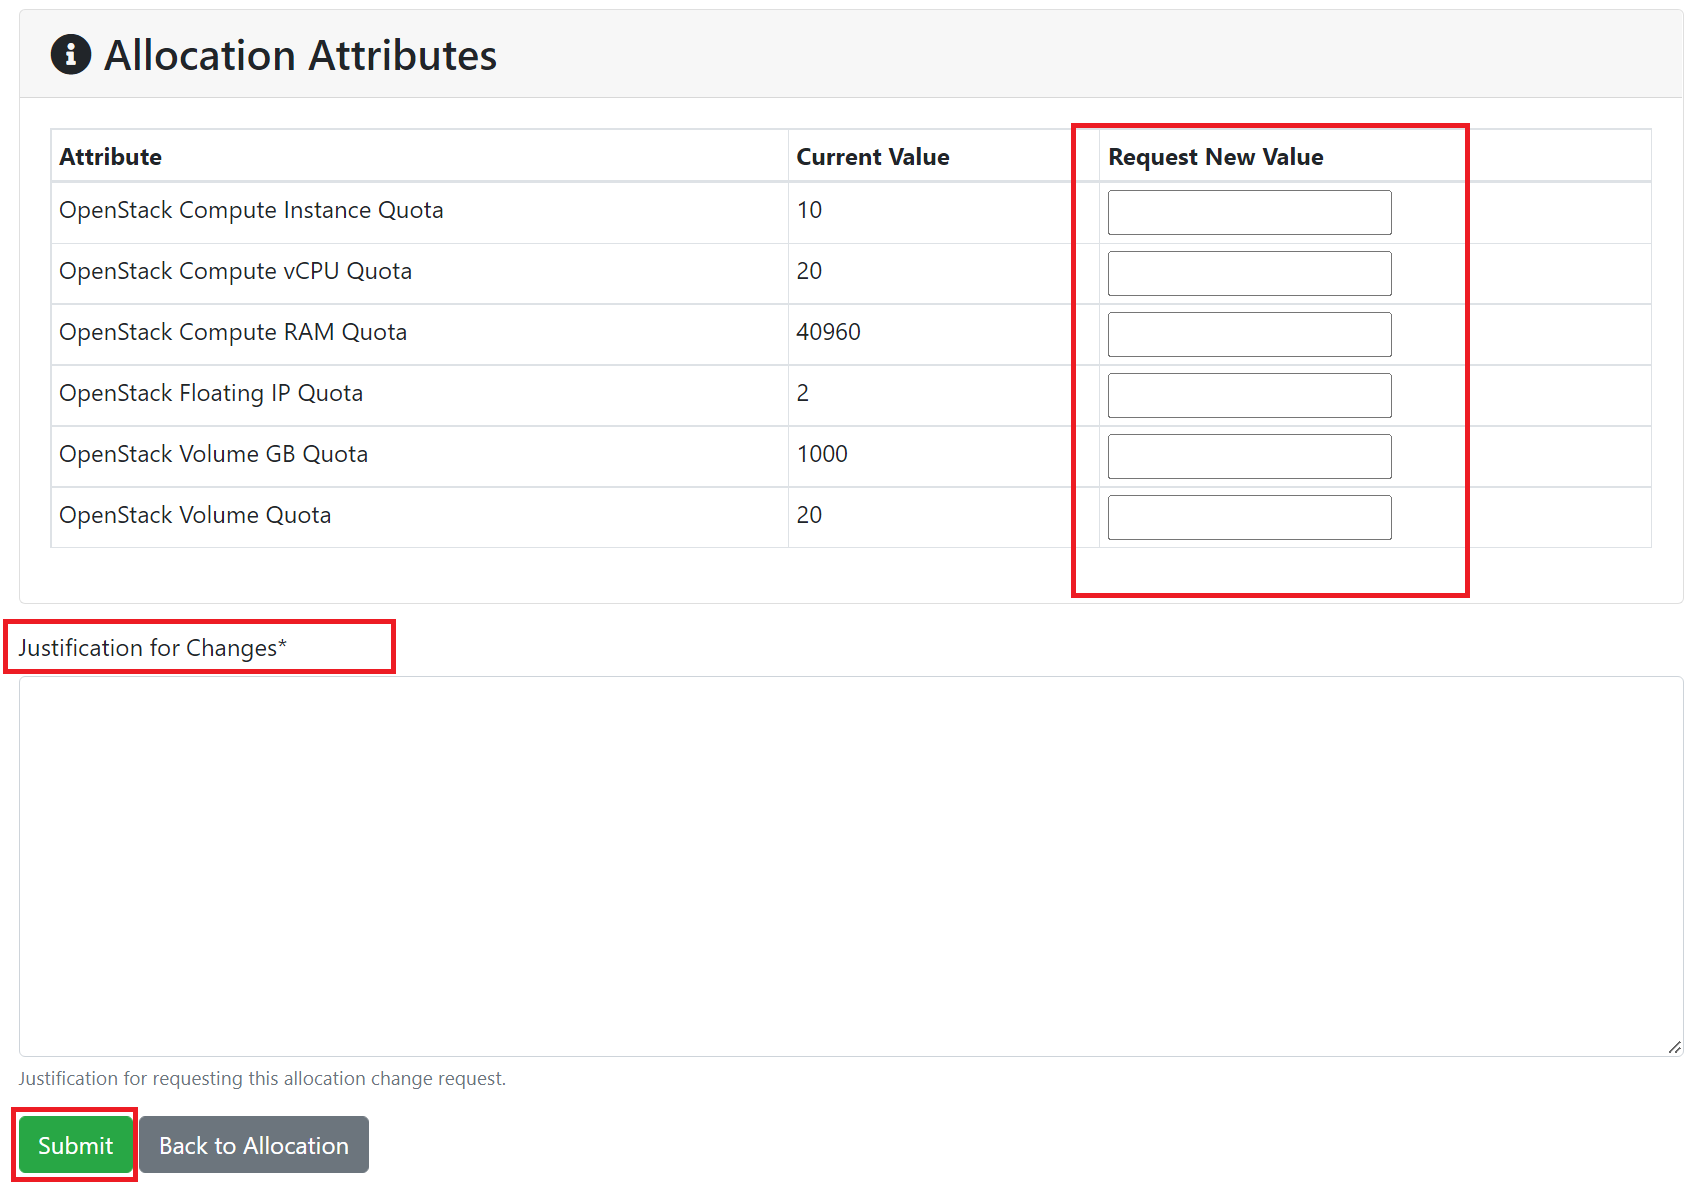 Allocation Attributes
Attribute Current Value Request New Value
OpenStack Compute Instance Quota 10
OpenStack Compute vCPU Quota 20
OpenStack Compute RAM Quota 40960
OpenStack Floating IP Quota 2
OpenStack Volume GB Quota 1000
OpenStack Volume Quota 20
Justification for Changes*
Justification for requesting this allocation change request.
Submit Back to Allocation